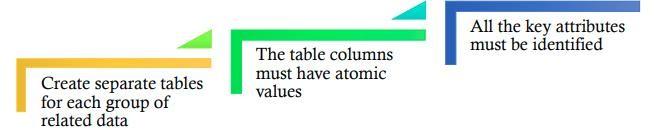 Create separate tables
for each group of
related data
The table columns
must have atomic
values
All the key attributes
must be identified